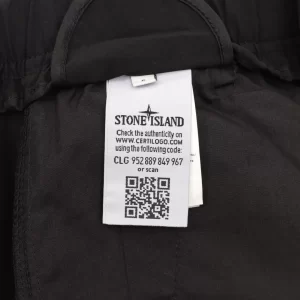 STONE ISLAND
Check the authenticity on
WWW.CERTILOGO.COM
using the following code:
CLG 952 889 849 967
or scan